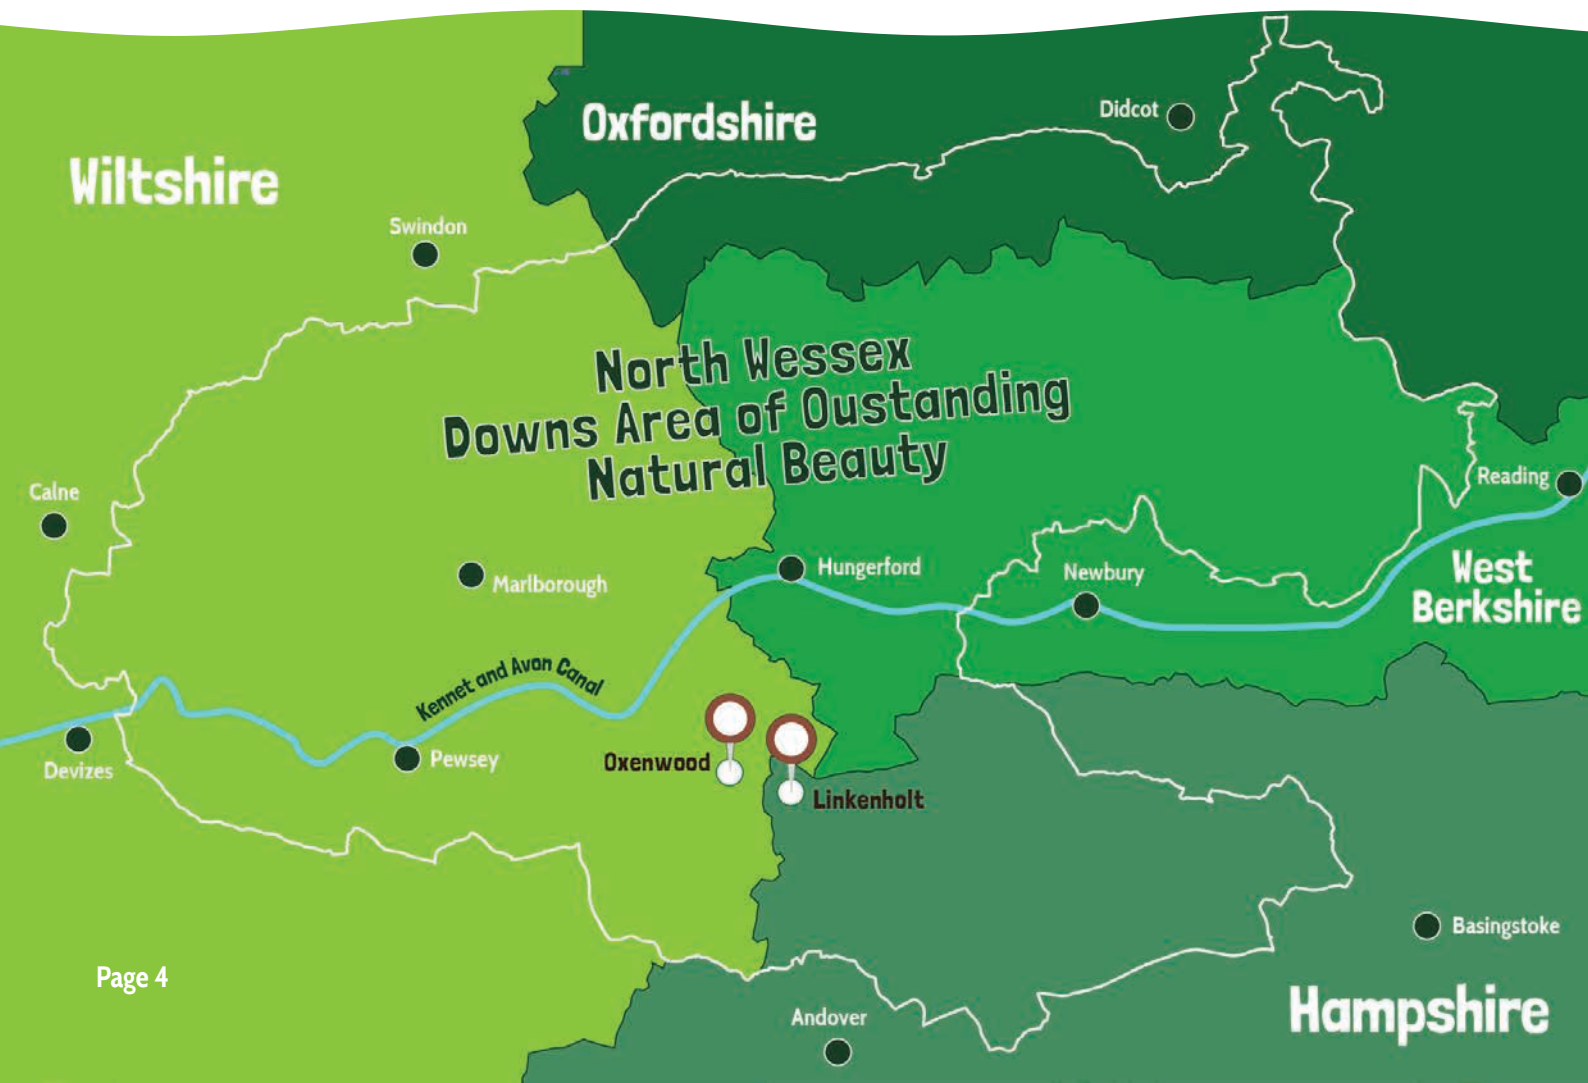 Oxfordshire
Didcot
Wiltshire
Swindon
North Wessex
Downs Area of Oustanding
Natural Beauty
Calne
Reading
Marlborough
Hungerford
Newbury
West
Berkshire
Kennet and Avon Canal
Devizes
Pewsey
Oxenwood
Linkenholt
Basingstoke
Page 4
Andover
Hampshire